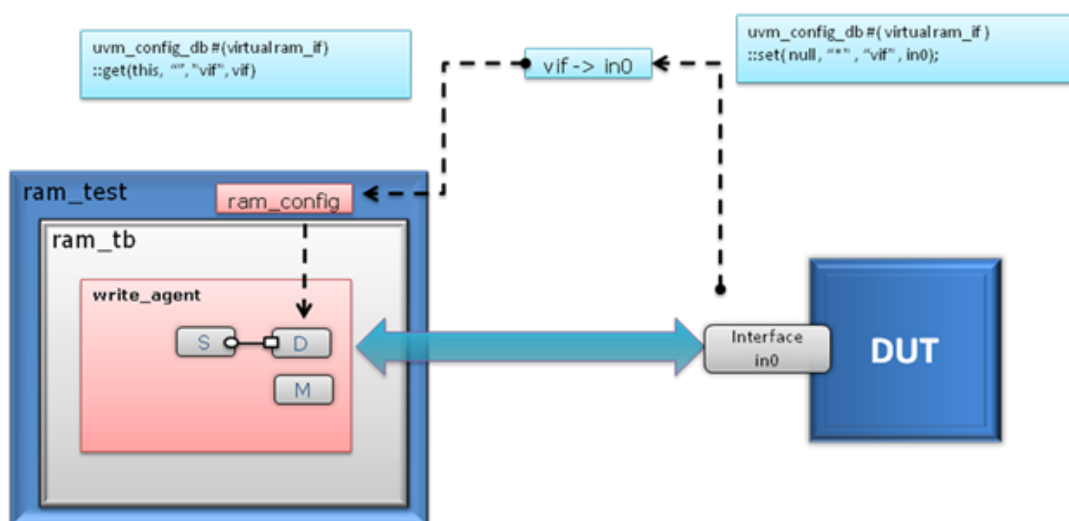 uvm_config_db #(virtual ram_if)
::get(this, “”, "vif", vif)
vif -> in0
uvm_config_db #( virtual ram_if )
::set( null , “*” , “vif” , in0);
ram_test
ram_config
ram_tb
write_agent
S
D
M
Interface
in0
DUT